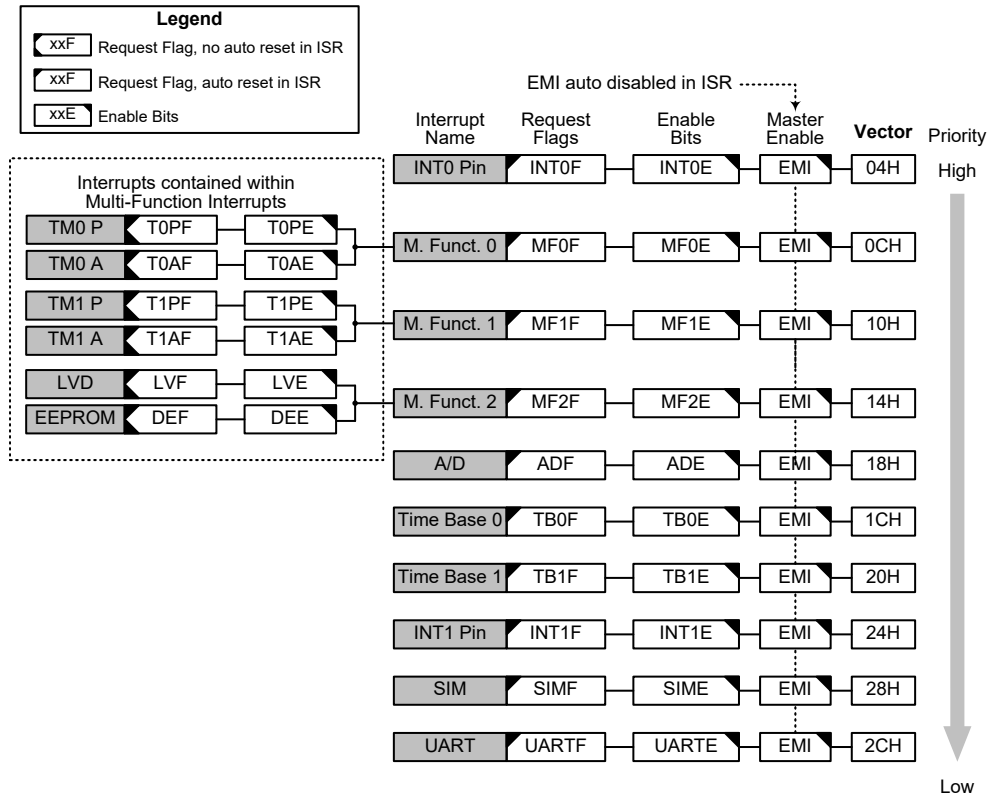 Legend
xxF Request Flag, no auto reset in ISR
xxF Request Flag, auto reset in ISR
xxE Enable Bits
EMI auto disabled in ISR
Interrupt Name Request Flags Enable Bits Master Enable Vector Priority
INT0 Pin INT0F INT0E EMI 04H High
Interrupts contained within
Multi-Function Interrupts
TM0 P T0PF T0PE
M. Funct. 0 MF0F MF0E EMI 0CH
TM0 A T0AF T0AE
TM1 P T1PF T1PE
M. Funct. 1 MF1F MF1E EMI 10H
TM1 A T1AF T1AE
LVD LVF LVE
M. Funct. 2 MF2F MF2E EMI 14H
EEPROM DEF DEE
A/D ADF ADE EMI 18H
Time Base 0 TB0F TB0E EMI 1CH
Time Base 1 TB1F TB1E EMI 20H
INT1 Pin INT1F INT1E EMI 24H
SIM SIMF SIME EMI 28H
UART UARTF UARTE EMI 2CH
Low